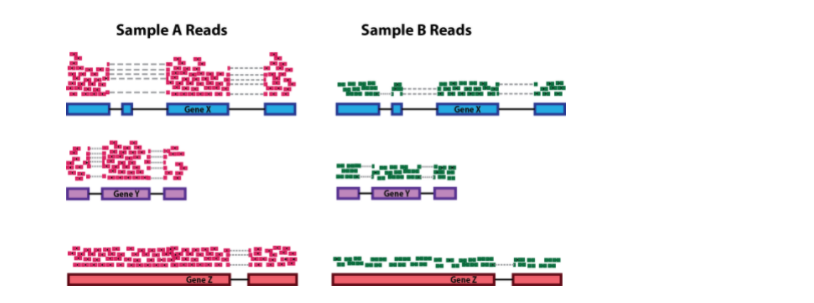 Sample A Reads
Sample B Reads
Gene X
Gene X
Gene Y
Gene Y
Gene Z
Gene Z